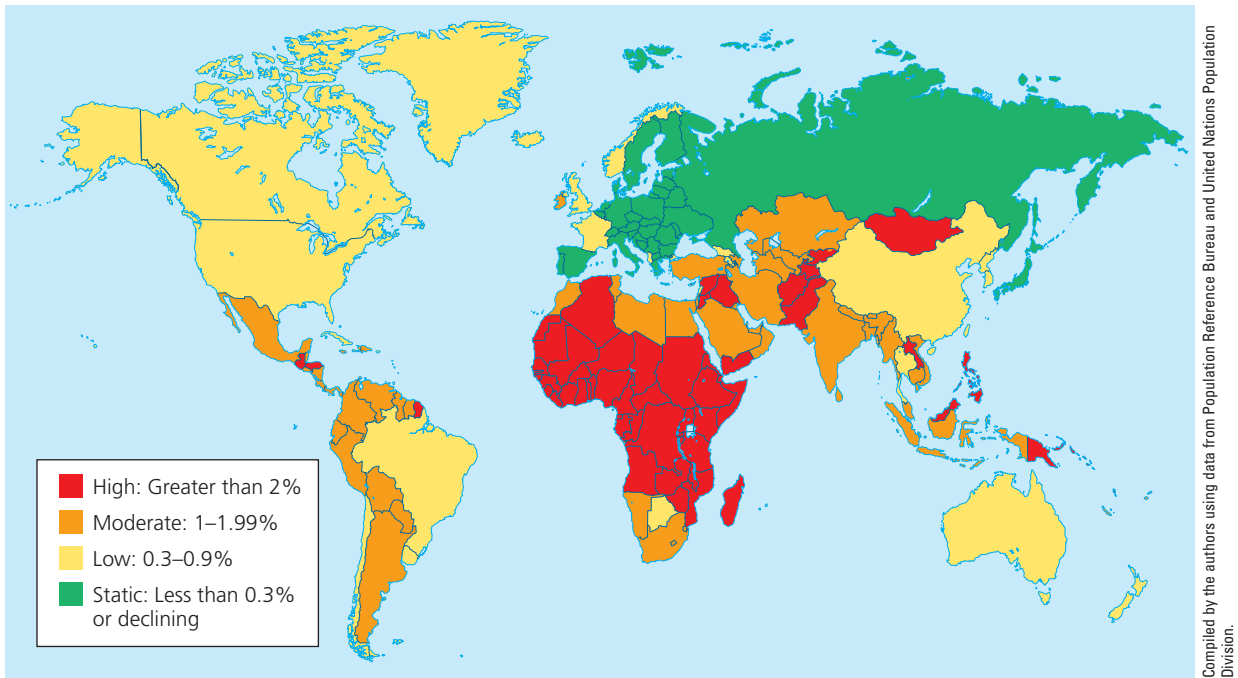 High: Greater than 2%
Moderate: 1–1.99%
Low: 0.3–0.9%
Static: Less than 0.3%
or declining
Compiled by the authors using data from Population Reference Bureau and United Nations Population
Division.